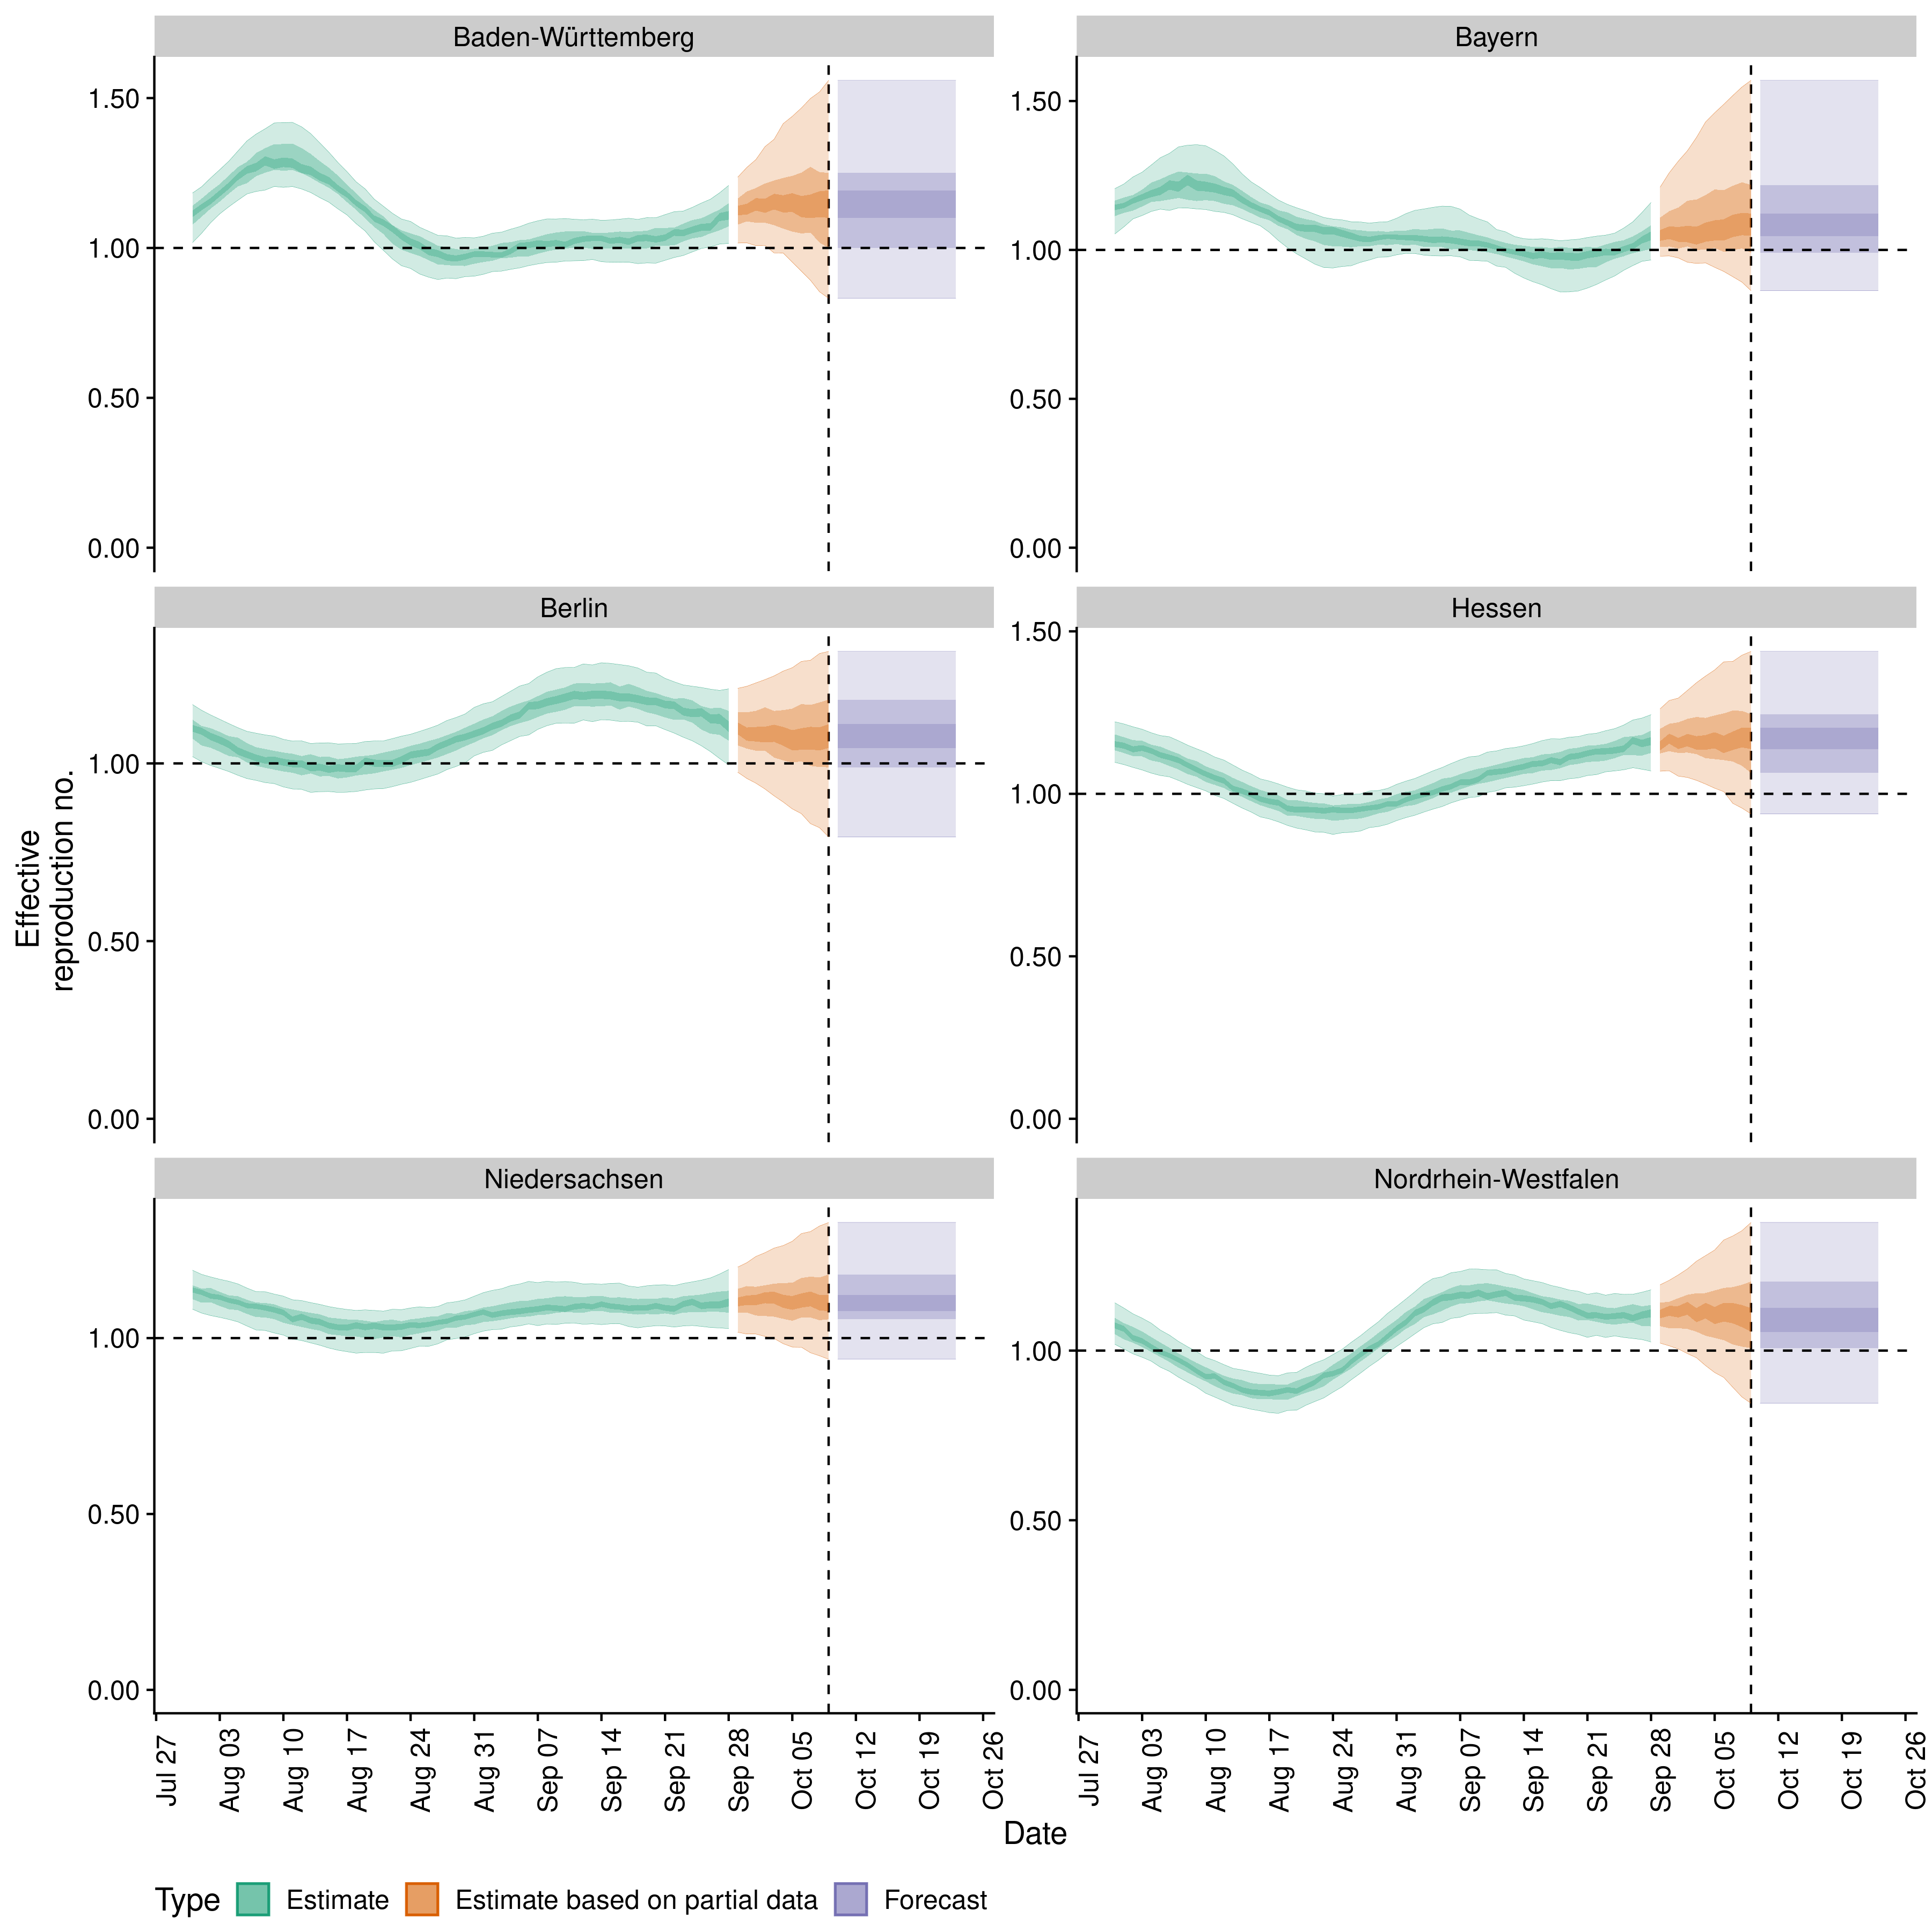 Baden-Württemberg
Bayern
1.50
1.00
0.50
0.00
1.50
1.00
0.50
0.00
Berlin
Hessen
1.00
0.50
0.00
1.50
1.00
0.50
0.00
Effective
reproduction no.
Niedersachsen
Nordrhein-Westfalen
1.00
0.50
0.00
1.00
0.50
0.00
Jul 27
Aug 03
Aug 10
Aug 17
Aug 24
Aug 31
Sep 07
Sep 14
Sep 21
Sep 28
Oct 05
Oct 12
Oct 19
Oct 26
Jul 27
Aug 03
Aug 10
Aug 17
Aug 24
Aug 31
Sep 07
Sep 14
Sep 21
Sep 28
Oct 05
Oct 12
Oct 19
Oct 26
Date
Type Estimate Estimate based on partial data Forecast